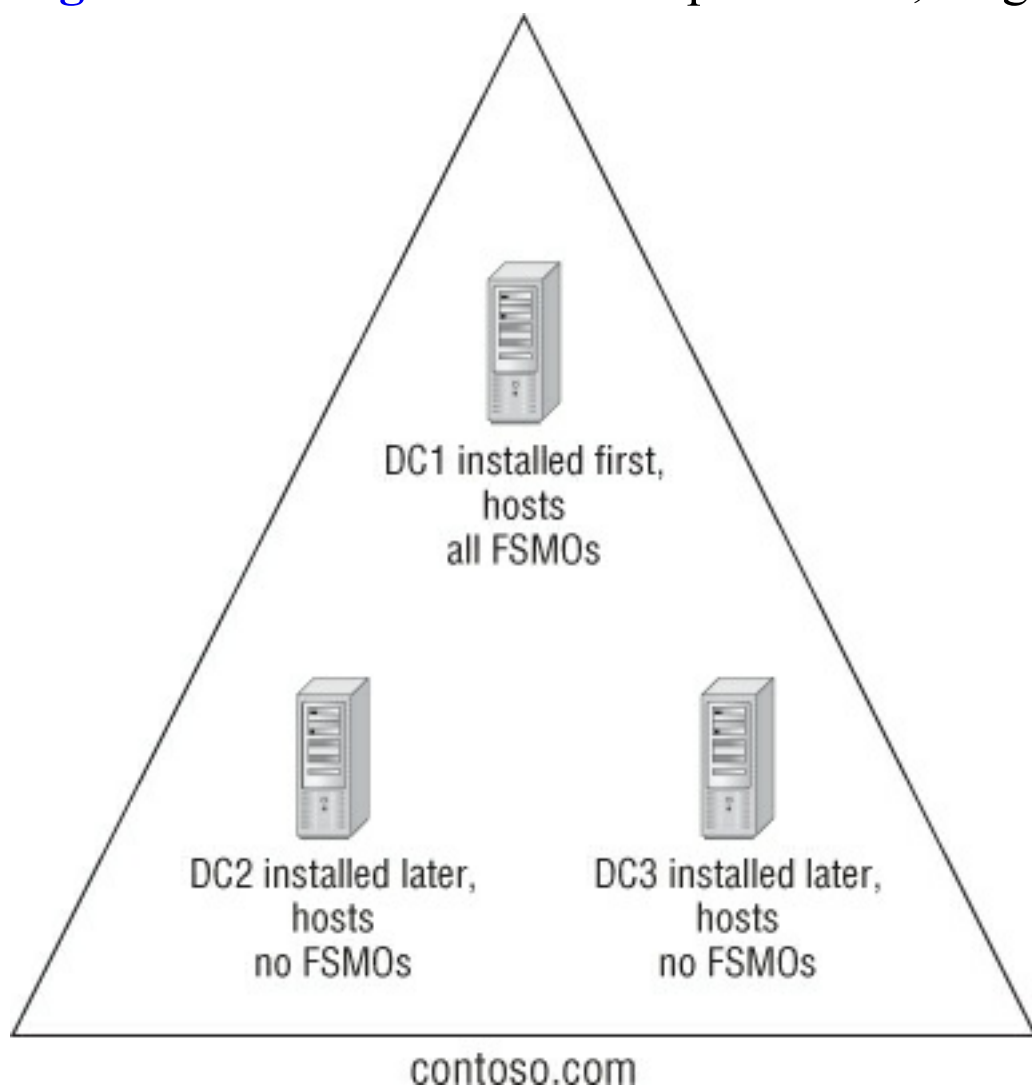 DC1 installed first,
hosts
all FSMOs
DC2 installed later,
hosts
no FSMOs
DC3 installed later,
hosts
no FSMOs
contoso.com